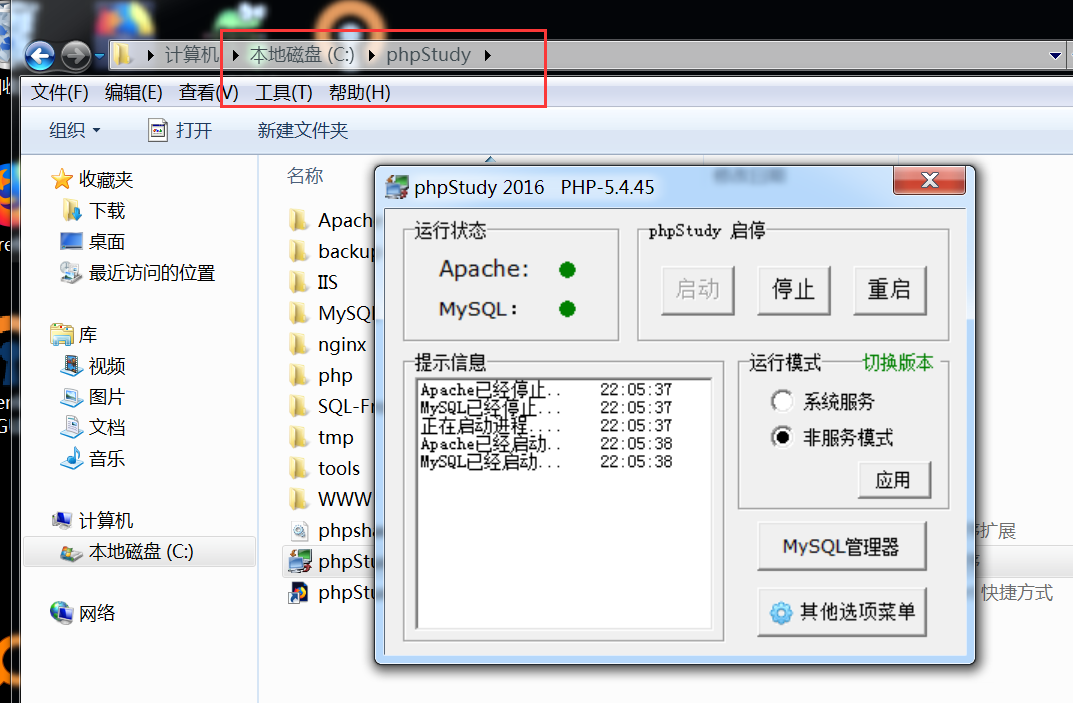 计算机 本地磁盘 (C:) phpStudy
文件(F) 编辑(E) 查看(V) 工具(T) 帮助(H)
组织 打开 新建文件夹
收藏夹
下载
桌面
最近访问的位置
库
视频
图片
文档
音乐
计算机
本地磁盘 (C:)
网络
名称
Apach
backup
IIS
MySQL
nginx
php
SQL-Fr
tmp
tools
WWW
phpsha
phpStu
phpStu
扩展
快捷方式
phpStudy 2016 PHP-5.4.45
运行状态
Apache:
MySQL:
phpStudy 启停
启动 停止 重启
提示信息
Apache已经停止.. 22:05:37
MySQL已经停止... 22:05:37
正在启动进程.... 22:05:37
Apache已经启动.. 22:05:38
MySQL已经启动... 22:05:38
运行模式 切换版本
系统服务
非服务模式
应用
MySQL管理器
其他选项菜单